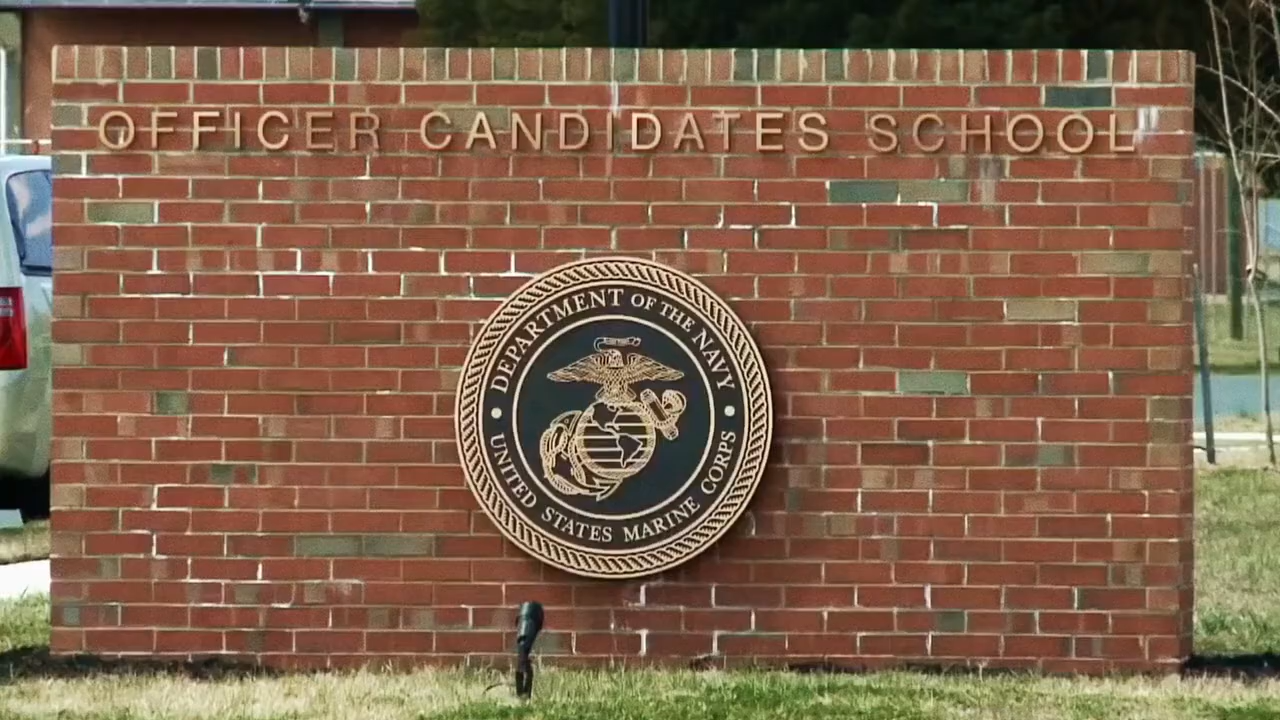 OFFICER CANDIDATES SCHOOL
DEPARTMENT OF THE NAVY
UNITED STATES MARINE CORPS